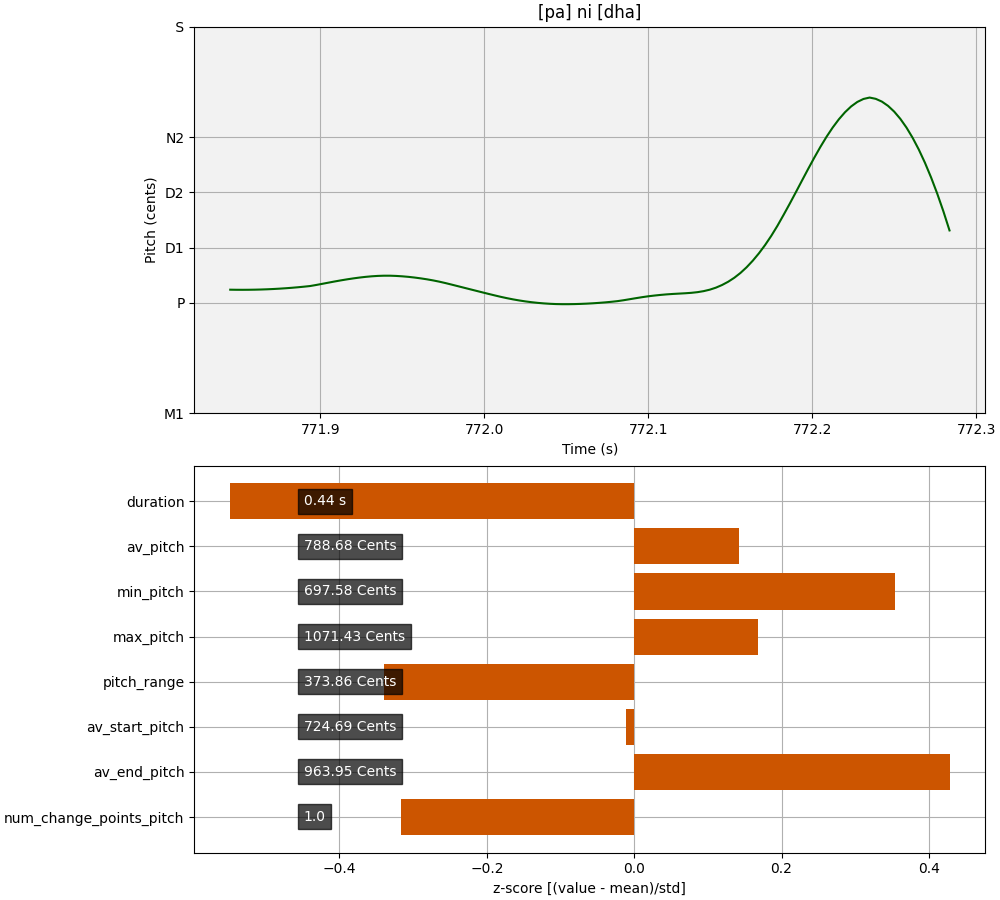 [pa] ni [dha]
S
N2
D2
D1
P
M1
Pitch (cents)
771.9 772.0 772.1 772.2 772.3
Time (s)
duration 0.44 s
av_pitch 788.68 Cents
min_pitch 697.58 Cents
max_pitch 1071.43 Cents
pitch_range 373.86 Cents
av_start_pitch 724.69 Cents
av_end_pitch 963.95 Cents
num_change_points_pitch 1.0
−0.4 −0.2 0.0 0.2 0.4
z-score [(value - mean)/std]